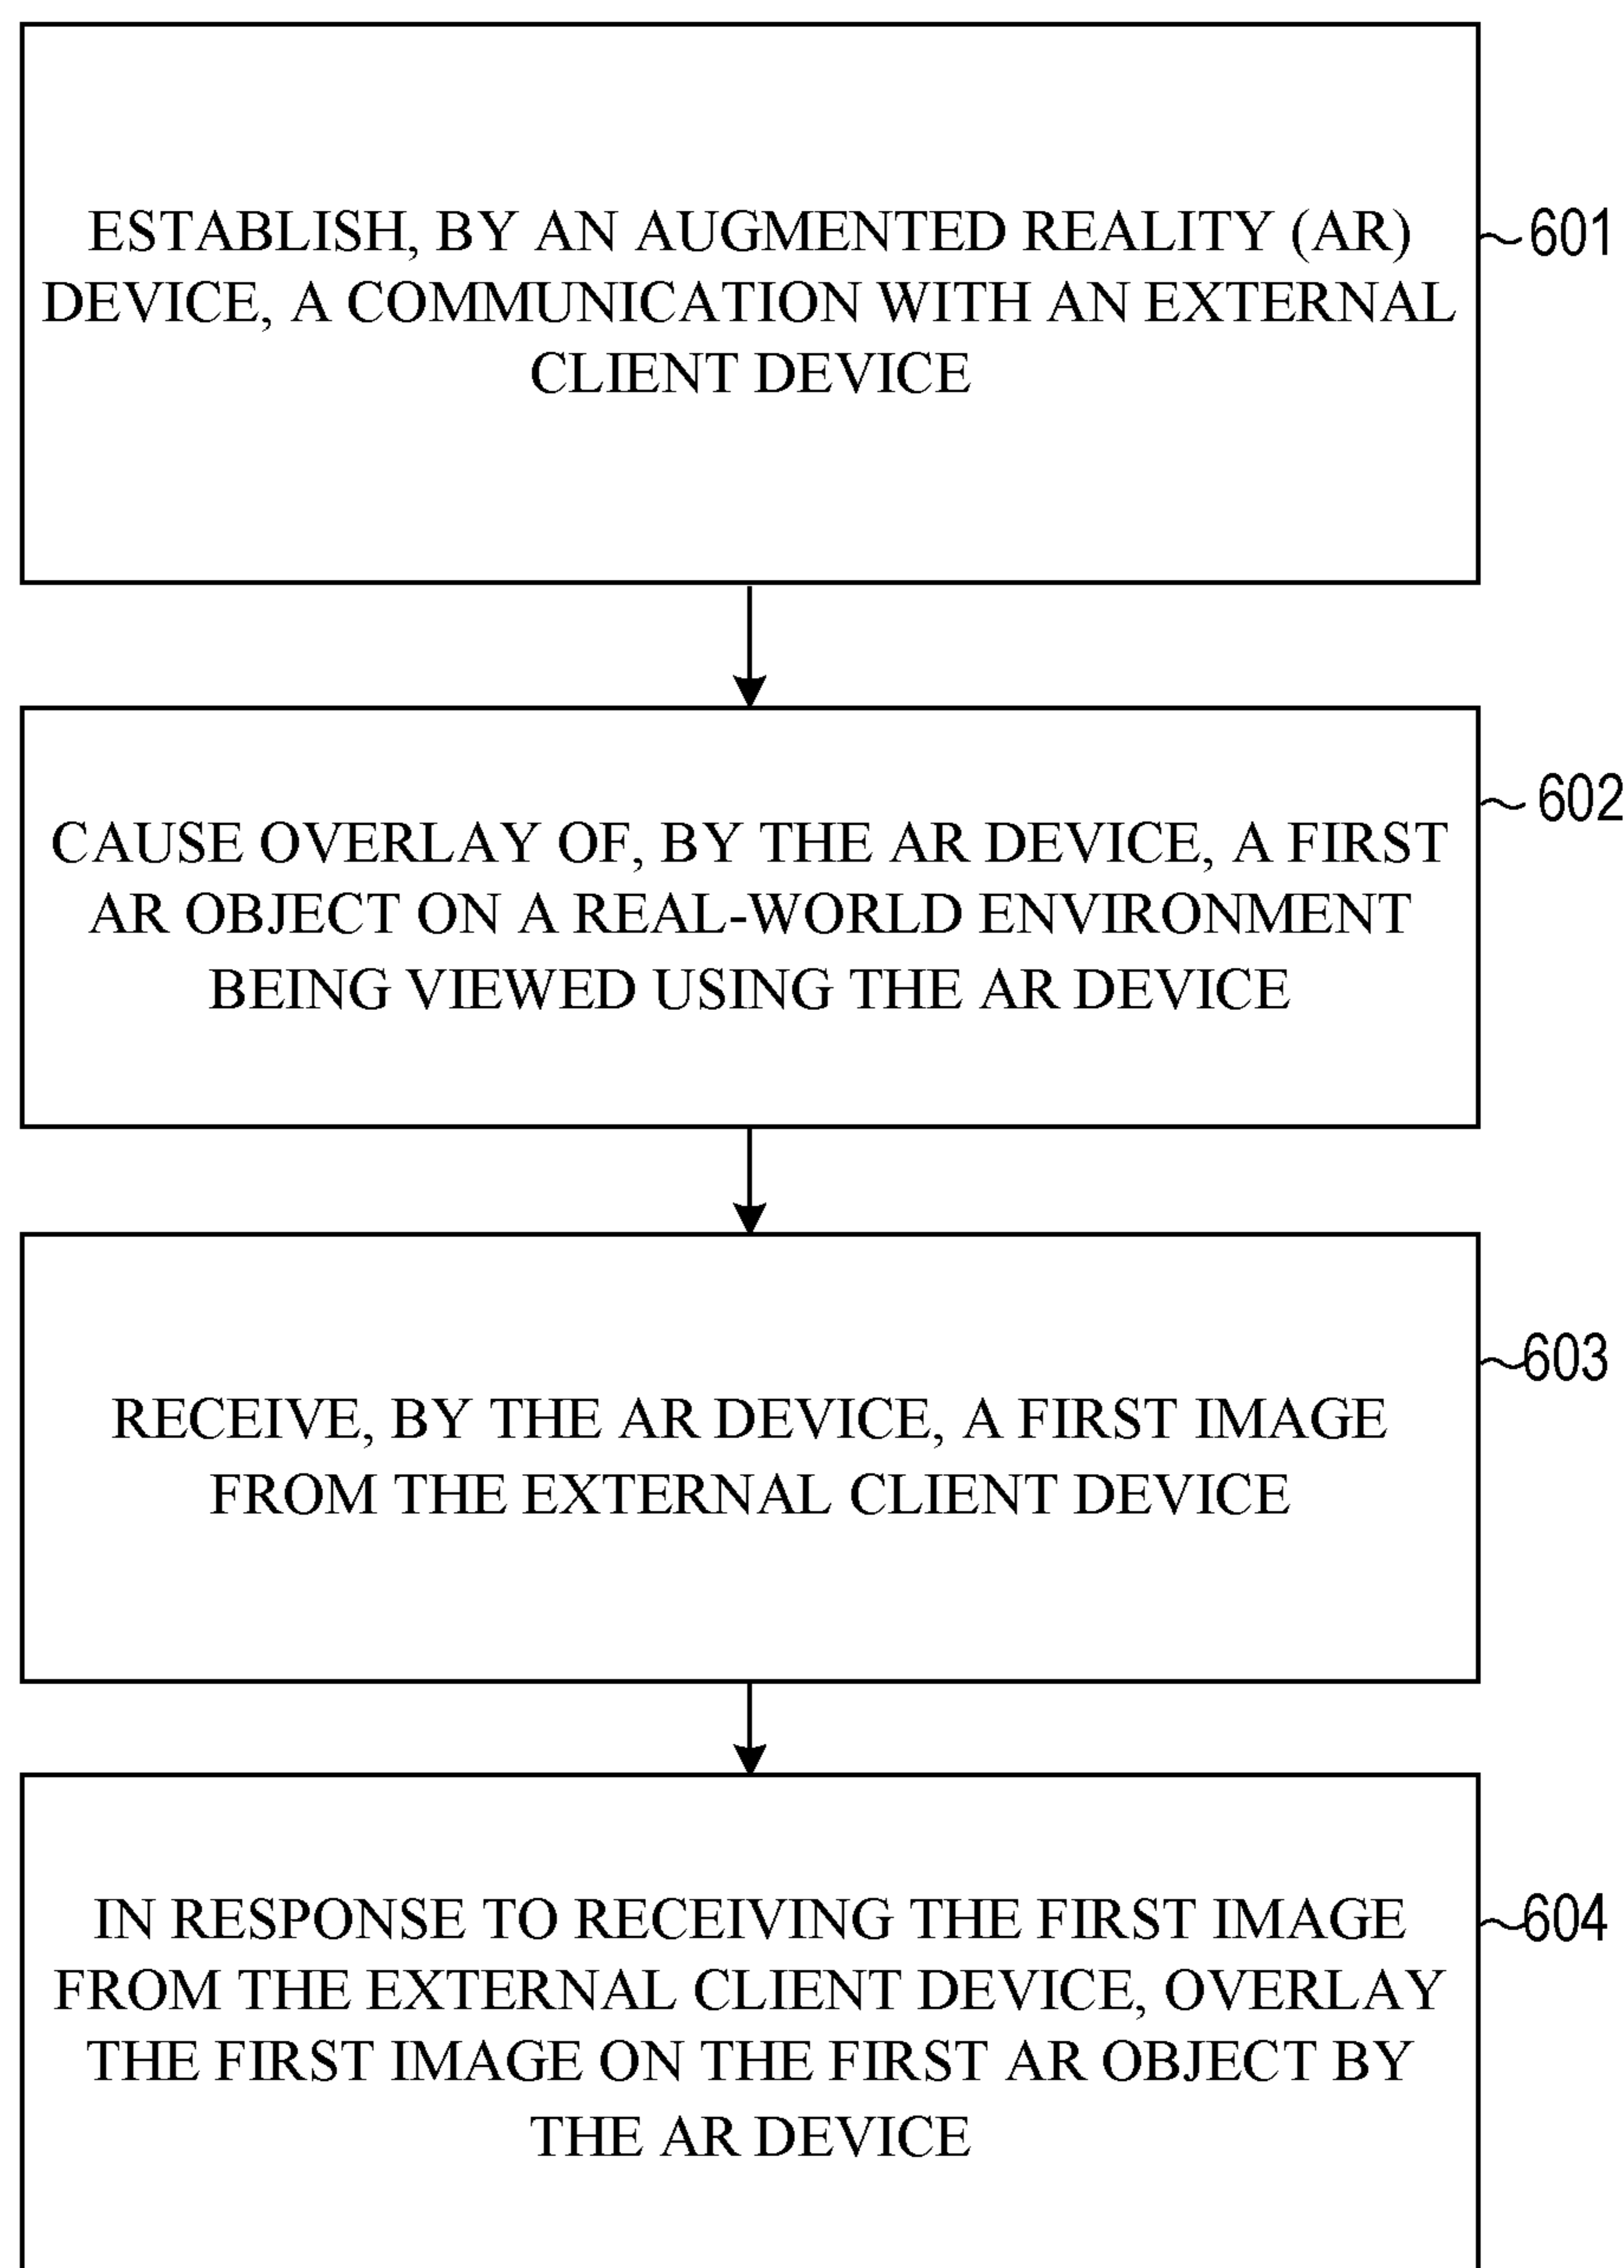 ESTABLISH, BY AN AUGMENTED REALITY (AR)
DEVICE, A COMMUNICATION WITH AN EXTERNAL
CLIENT DEVICE
601
CAUSE OVERLAY OF, BY THE AR DEVICE, A FIRST
AR OBJECT ON A REAL-WORLD ENVIRONMENT
BEING VIEWED USING THE AR DEVICE
602
RECEIVE, BY THE AR DEVICE, A FIRST IMAGE
FROM THE EXTERNAL CLIENT DEVICE
603
IN RESPONSE TO RECEIVING THE FIRST IMAGE
FROM THE EXTERNAL CLIENT DEVICE, OVERLAY
THE FIRST IMAGE ON THE FIRST AR OBJECT BY
THE AR DEVICE
604